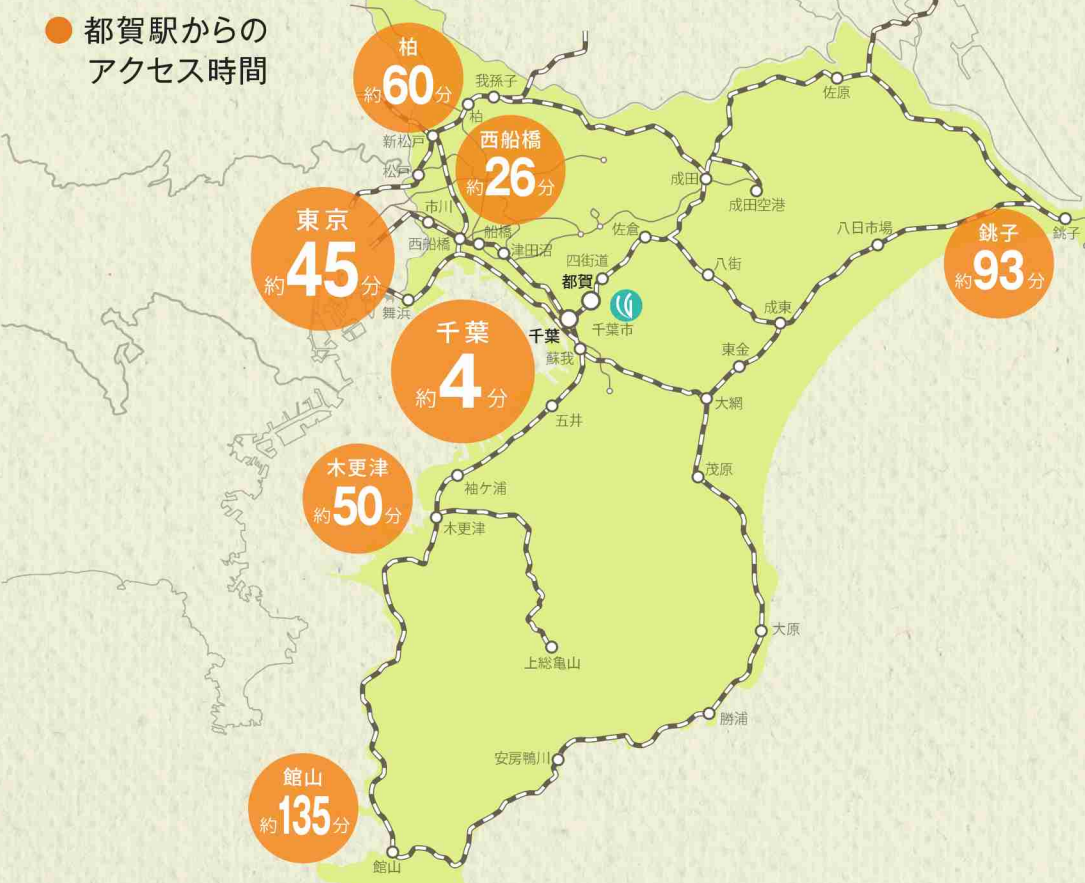 都賀駅からの
アクセス時間
柏
約60分
我孫子
柏
佐原
新松戸
西船橋
約26分
松戸
成田
成田空港
東京
約45分
市川
西船橋
船橋
津田沼
佐倉
八日市場
銚子
約93分
銚子
四街道
八街
都賀
舞浜
千葉
約4分
千葉
千葉市
成東
蘇我
東金
五井
大網
木更津
約50分
袖ケ浦
茂原
木更津
大原
上総亀山
勝浦
安房鴨川
館山
約135分
館山